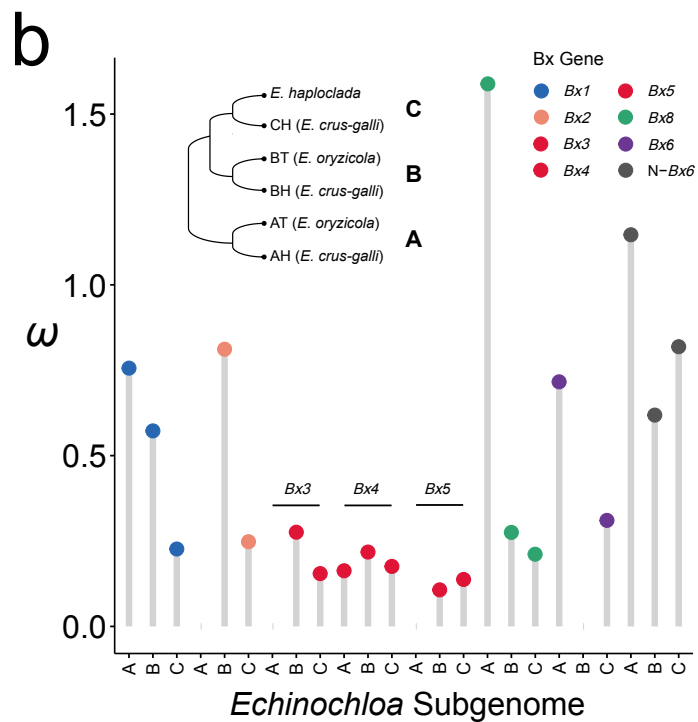 b
Bx Gene
Bx1
Bx2
Bx3
Bx4
Bx5
Bx8
Bx6
N−Bx6
E. haploclada
CH (E. crus-galli)
C
BT (E. oryzicola)
BH (E. crus-galli)
B
AT (E. oryzicola)
AH (E. crus-galli)
A
1.5
1.0
0.5
0.0
ω
Bx3 Bx4 Bx5
A B C A B C A B C A B C A B C A B C A B C A B C
Echinochloa Subgenome